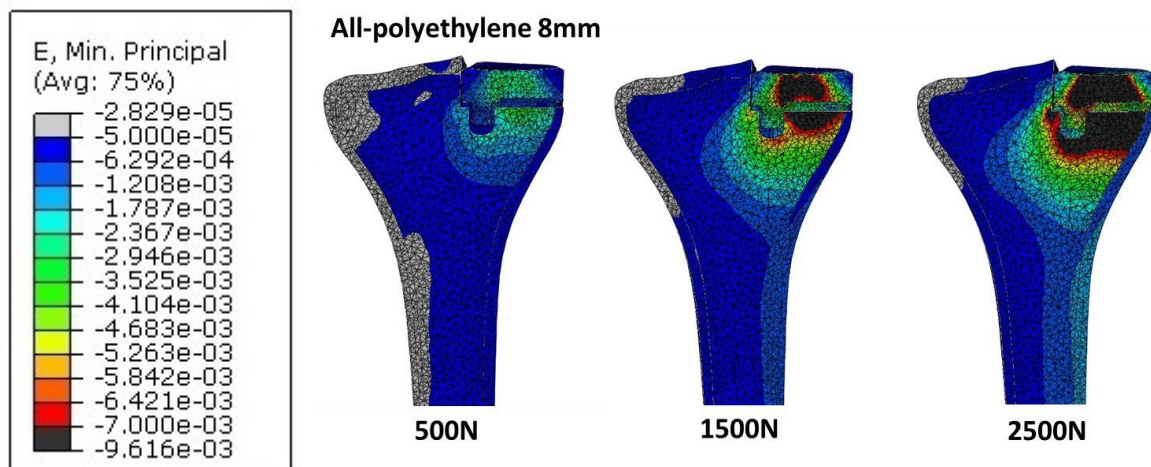 All-polyethylene 8mm
E, Min. Principal
(Avg: 75%)
-2.829e-05
-5.000e-05
-6.292e-04
-1.208e-03
-1.787e-03
-2.367e-03
-2.946e-03
-3.525e-03
-4.104e-03
-4.683e-03
-5.263e-03
-5.842e-03
-6.421e-03
-7.000e-03
-9.616e-03
500N
1500N
2500N